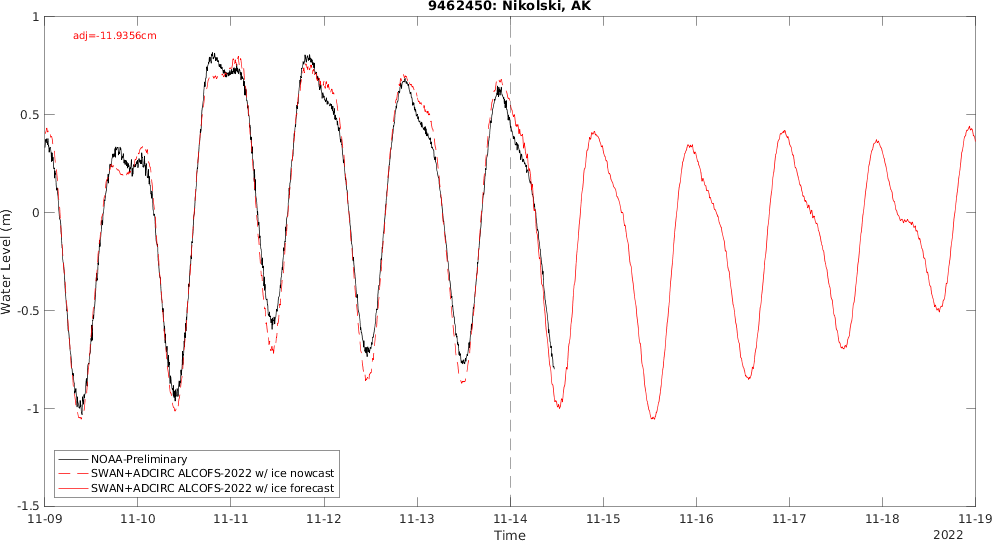 9462450: Nikolski, AK
adj=-11.9356cm
Water Level (m)
1
0.5
0
-0.5
-1
-1.5
NOAA-Preliminary
SWAN+ADCIRC ALCOFS-2022 w/ ice nowcast
SWAN+ADCIRC ALCOFS-2022 w/ ice forecast
11-09 11-10 11-11 11-12 11-13 11-14 11-15 11-16 11-17 11-18 11-19
Time
2022